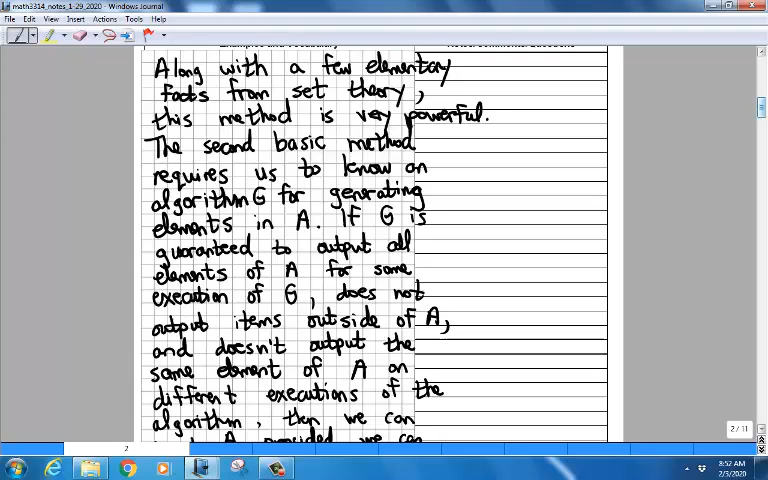 math3314_notes_1-29_2020 - Windows Journal
File Edit View Insert Actions Tools Help
Along with a few elementary
facts from set theory,
this method is very powerful.
The second basic method
requires us to know an
algorithm G for generating
elements in A. If G is
guaranteed to output all
elements of A for some
execution of G, does not
output items outside of A,
and doesn't output the
same element of A on
different executions of the
algorithm, then we can
A provided we can
2 / 11
2
8:52 AM
2/3/2020